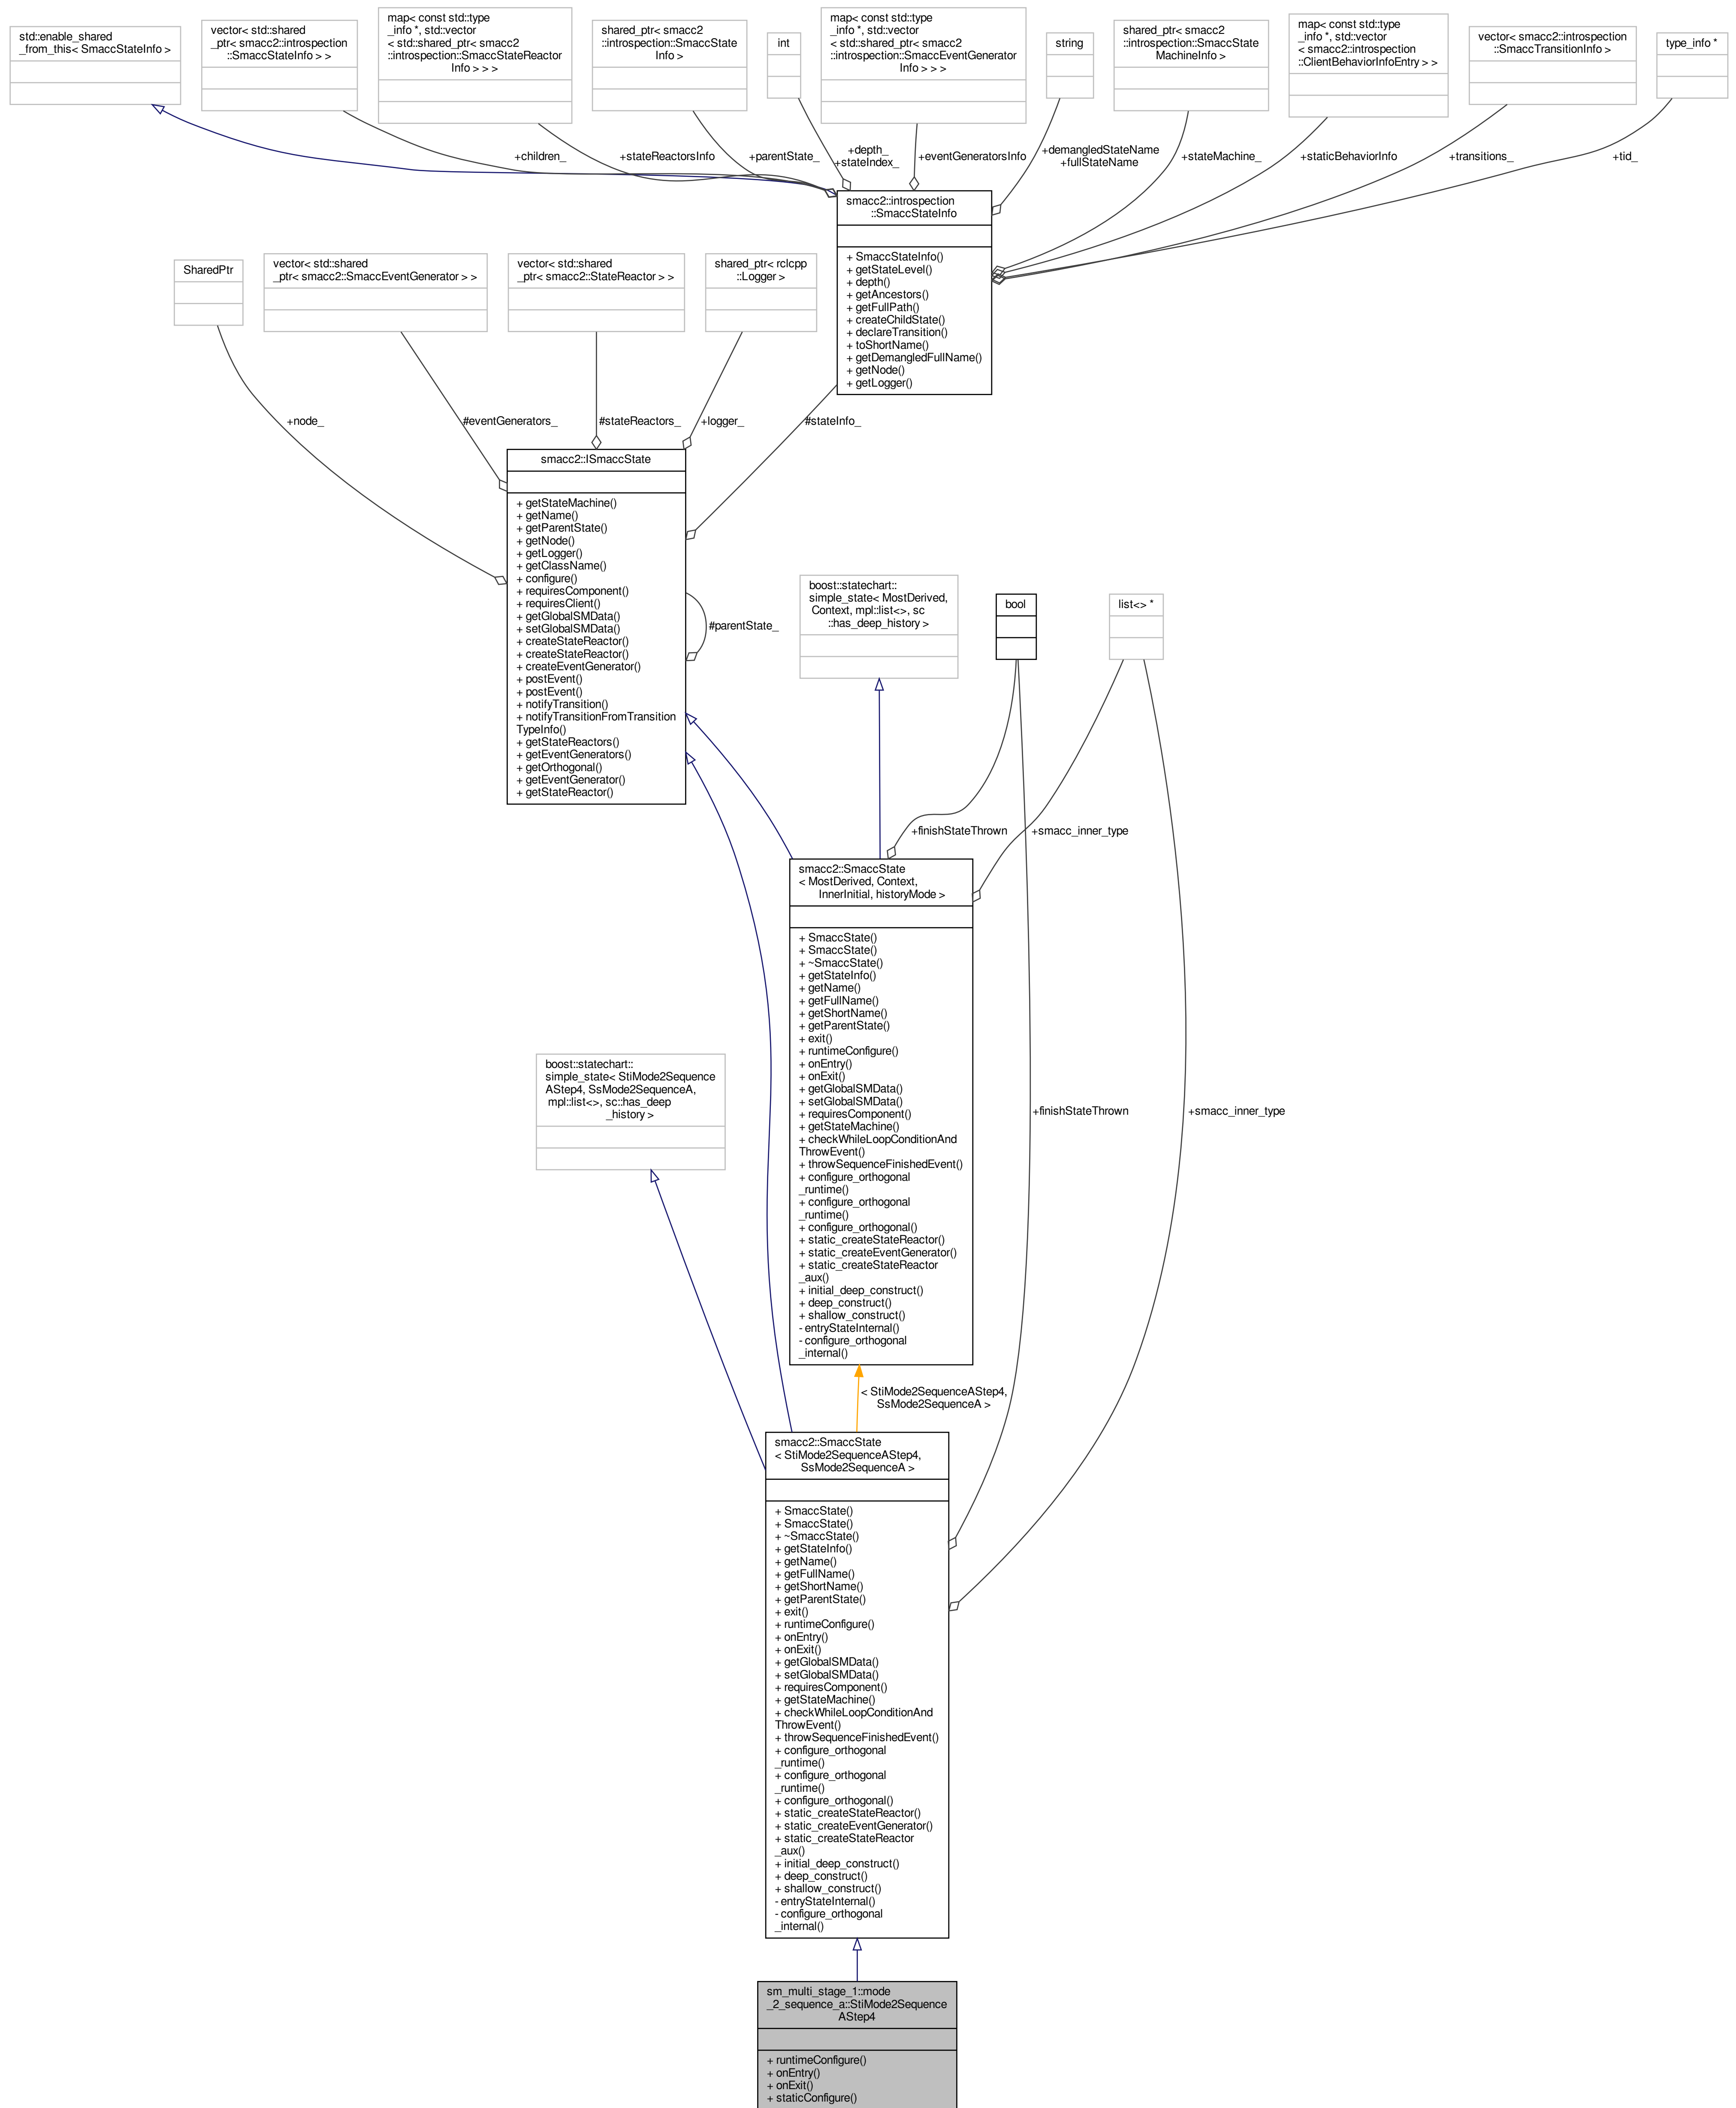 std::enable_shared
_from_this< SmaccStateInfo >
vector< std::shared
_ptr< smacc2::introspection
::SmaccStateInfo > >
map< const std::type
_info *, std::vector
< std::shared_ptr< smacc2
::introspection::SmaccStateReactor
Info > > >
shared_ptr< smacc2
::introspection::SmaccState
Info >
int
map< const std::type
_info *, std::vector
< std::shared_ptr< smacc2
::introspection::SmaccEventGenerator
Info > > >
string
shared_ptr< smacc2
::introspection::SmaccState
MachineInfo >
map< const std::type
_info *, std::vector
< smacc2::introspection
::ClientBehaviorInfoEntry > >
vector< smacc2::introspection
::SmaccTransitionInfo >
type_info *
+children_
+stateReactorsInfo
+parentState_
+depth_
+stateIndex_
+eventGeneratorsInfo
+demangledStateName
+fullStateName
+stateMachine_
+staticBehaviorInfo
+transitions_
+tid_
smacc2::introspection
::SmaccStateInfo
+ SmaccStateInfo()
+ getStateLevel()
+ depth()
+ getAncestors()
+ getFullPath()
+ createChildState()
+ declareTransition()
+ toShortName()
+ getDemangledFullName()
+ getNode()
+ getLogger()
SharedPtr
vector< std::shared
_ptr< smacc2::SmaccEventGenerator > >
vector< std::shared
_ptr< smacc2::StateReactor > >
shared_ptr< rclcpp
::Logger >
+node_
#eventGenerators_
#stateReactors_
+logger_
#stateInfo_
smacc2::ISmaccState
+ getStateMachine()
+ getName()
+ getParentState()
+ getNode()
+ getLogger()
+ getClassName()
+ configure()
+ requiresComponent()
+ requiresClient()
+ getGlobalSMData()
+ setGlobalSMData()
+ createStateReactor()
+ createStateReactor()
+ createEventGenerator()
+ postEvent()
+ postEvent()
+ notifyTransition()
+ notifyTransitionFromTransition
TypeInfo()
+ getStateReactors()
+ getEventGenerators()
+ getOrthogonal()
+ getEventGenerator()
+ getStateReactor()
#parentState_
boost::statechart::
simple_state< MostDerived,
Context, mpl::list<>, sc
::has_deep_history >
bool
list<> *
+finishStateThrown
+smacc_inner_type
smacc2::SmaccState
< MostDerived, Context,
InnerInitial, historyMode >
+ SmaccState()
+ SmaccState()
+ ~SmaccState()
+ getStateInfo()
+ getName()
+ getFullName()
+ getShortName()
+ getParentState()
+ exit()
+ runtimeConfigure()
+ onEntry()
+ onExit()
+ getGlobalSMData()
+ setGlobalSMData()
+ requiresComponent()
+ getStateMachine()
+ checkWhileLoopConditionAnd
ThrowEvent()
+ throwSequenceFinishedEvent()
+ configure_orthogonal
_runtime()
+ configure_orthogonal
_runtime()
+ configure_orthogonal()
+ static_createStateReactor()
+ static_createEventGenerator()
+ static_createStateReactor
_aux()
+ initial_deep_construct()
+ deep_construct()
+ shallow_construct()
- entryStateInternal()
- configure_orthogonal
_internal()
boost::statechart::
simple_state< StiMode2Sequence
AStep4, SsMode2SequenceA,
mpl::list<>, sc::has_deep
_history >
+finishStateThrown
+smacc_inner_type
< StiMode2SequenceAStep4,
SsMode2SequenceA >
smacc2::SmaccState
< StiMode2SequenceAStep4,
SsMode2SequenceA >
+ SmaccState()
+ SmaccState()
+ ~SmaccState()
+ getStateInfo()
+ getName()
+ getFullName()
+ getShortName()
+ getParentState()
+ exit()
+ runtimeConfigure()
+ onEntry()
+ onExit()
+ getGlobalSMData()
+ setGlobalSMData()
+ requiresComponent()
+ getStateMachine()
+ checkWhileLoopConditionAnd
ThrowEvent()
+ throwSequenceFinishedEvent()
+ configure_orthogonal
_runtime()
+ configure_orthogonal
_runtime()
+ configure_orthogonal()
+ static_createStateReactor()
+ static_createEventGenerator()
+ static_createStateReactor
_aux()
+ initial_deep_construct()
+ deep_construct()
+ shallow_construct()
- entryStateInternal()
- configure_orthogonal
_internal()
sm_multi_stage_1::mode
_2_sequence_a::StiMode2Sequence
AStep4
+ runtimeConfigure()
+ onEntry()
+ onExit()
+ staticConfigure()